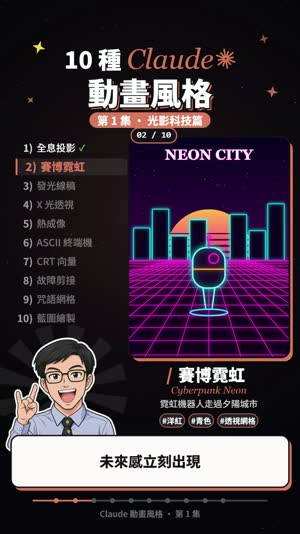 10 種 Claude
動畫風格
第 1 集 · 光影科技篇
02 / 10
NEON CITY
1) 全息投影 ✓
2) 賽博霓虹
3) 發光線稿
4) X 光透視
5) 熱成像
6) ASCII 終端機
7) CRT 向量
8) 故障剪接
9) 咒語網格
10) 藍圖繪製
/ 賽博霓虹
Cyberpunk Neon
霓虹機器人走過夕陽城市
#洋紅 #青色 #透視網格
未來感立刻出現
Claude 動畫風格 · 第 1 集